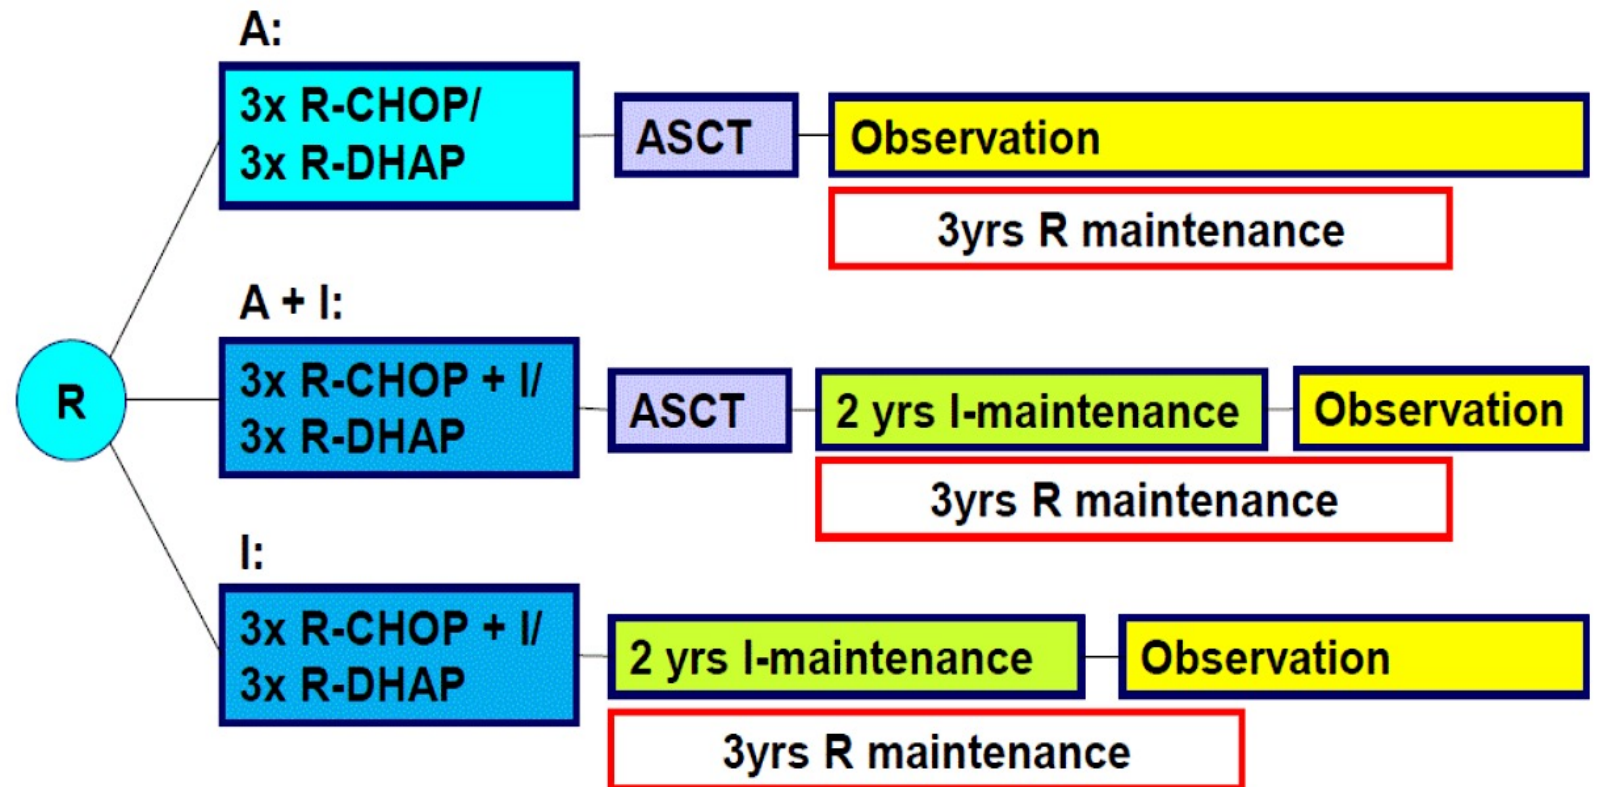 A:
3x R-CHOP/
3x R-DHAP
ASCT
Observation
3yrs R maintenance
R
A + I:
3x R-CHOP + I/
3x R-DHAP
ASCT
2 yrs I-maintenance
Observation
3yrs R maintenance
I:
3x R-CHOP + I/
3x R-DHAP
2 yrs I-maintenance
Observation
3yrs R maintenance